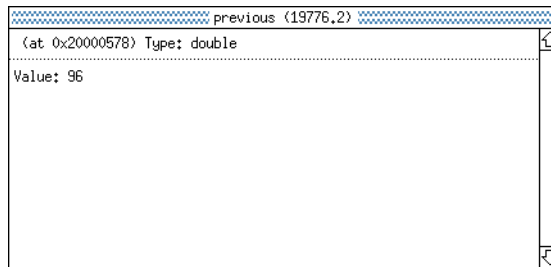 previous (19776.2)
(at 0x20000578) Type: double
Value: 96